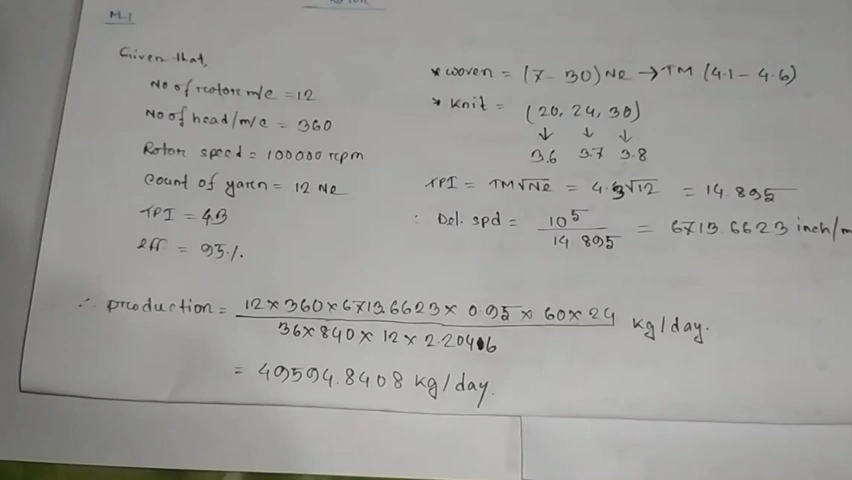 M-1
Given that,
No of rotor m/c = 12
No of head/m/c = 360
Rotor speed = 100000 rpm
Count of yarn = 12 Ne
TPI = 4.3
eff = 95%
* woven = (7 - 30) Ne → TM (4.1 - 4.6)
* Knit = (20, 24, 30)
↓ ↓ ↓
3.6 3.7 3.8
TPI = TM√Ne = 4.3√12 = 14.895
∴ Del. spd = 10^5 / 14.895 = 6713.6623 inch/m
∴ production = 12 × 360 × 6713.6623 × 0.95 × 60 × 24 / 36 × 840 × 12 × 2.2046 kg/day.
= 49594.8408 kg/day.